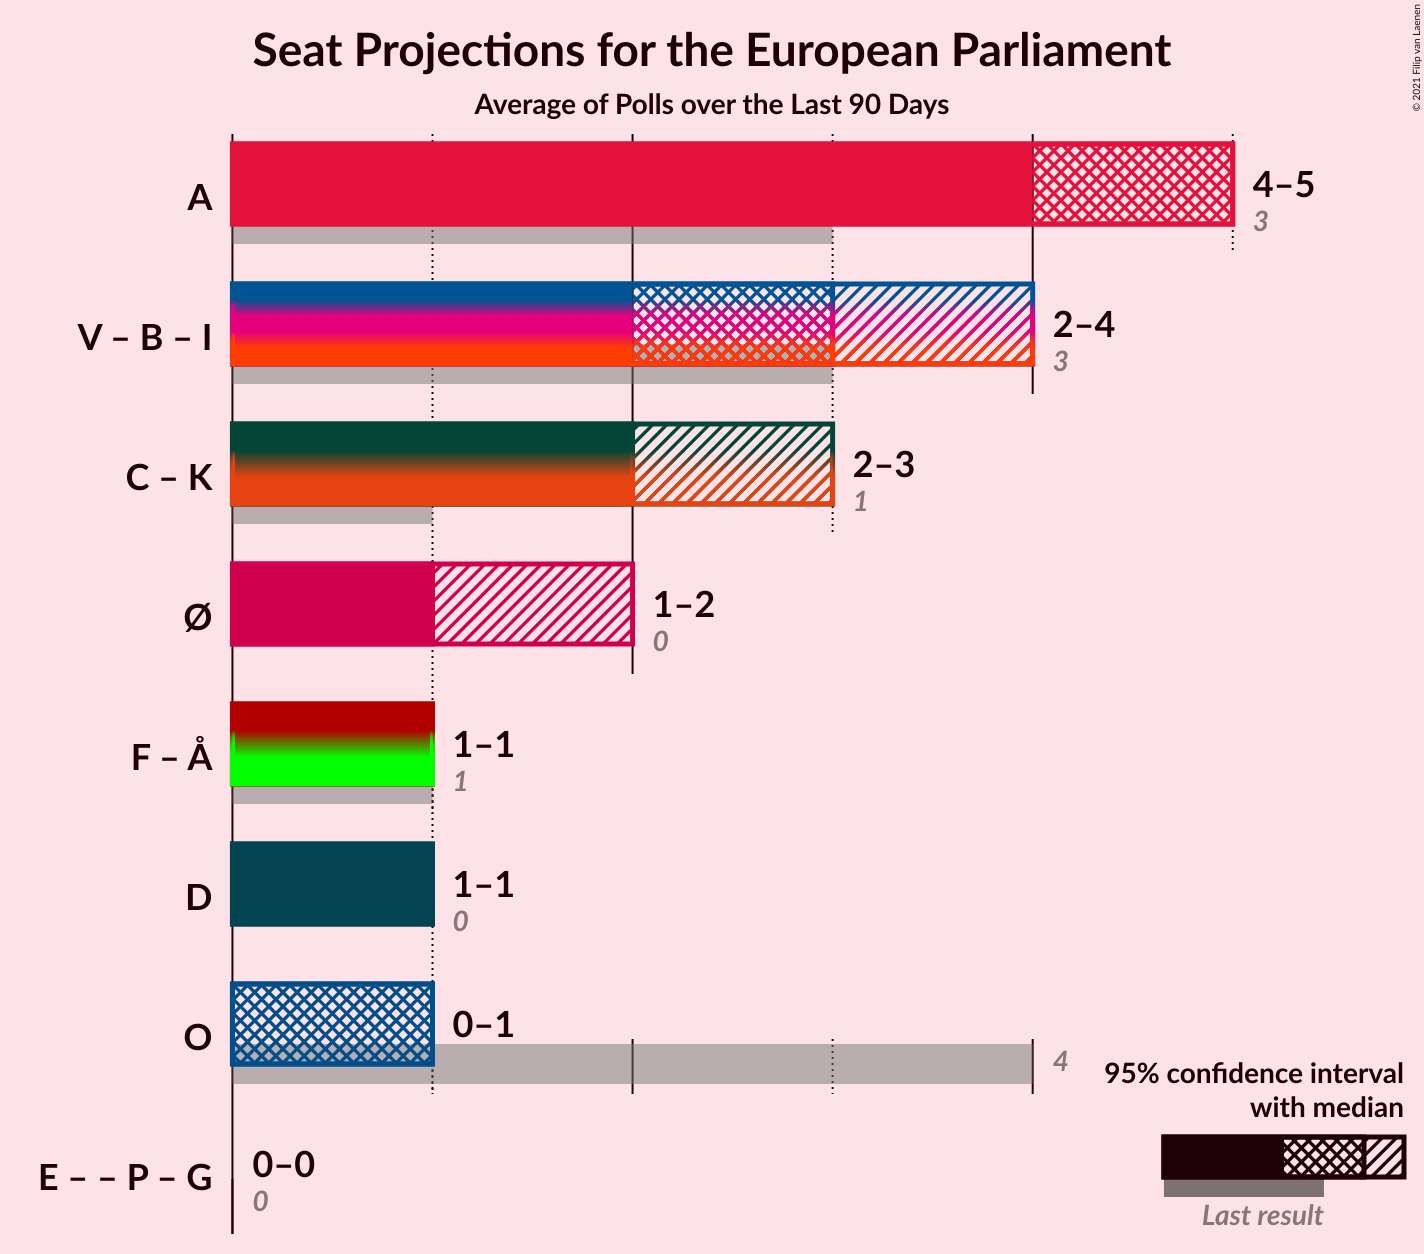 Seat Projections for the European Parliament
Average of Polls over the Last 90 Days
© 2021 Filip van Laenen
A
4–5
3
V – B – I
2–4
3
C – K
2–3
1
Ø
1–2
0
F – Å
1–1
1
D
1–1
0
O
0–1
4
E – – P – G
0–0
0
95% confidence interval
with median
Last result